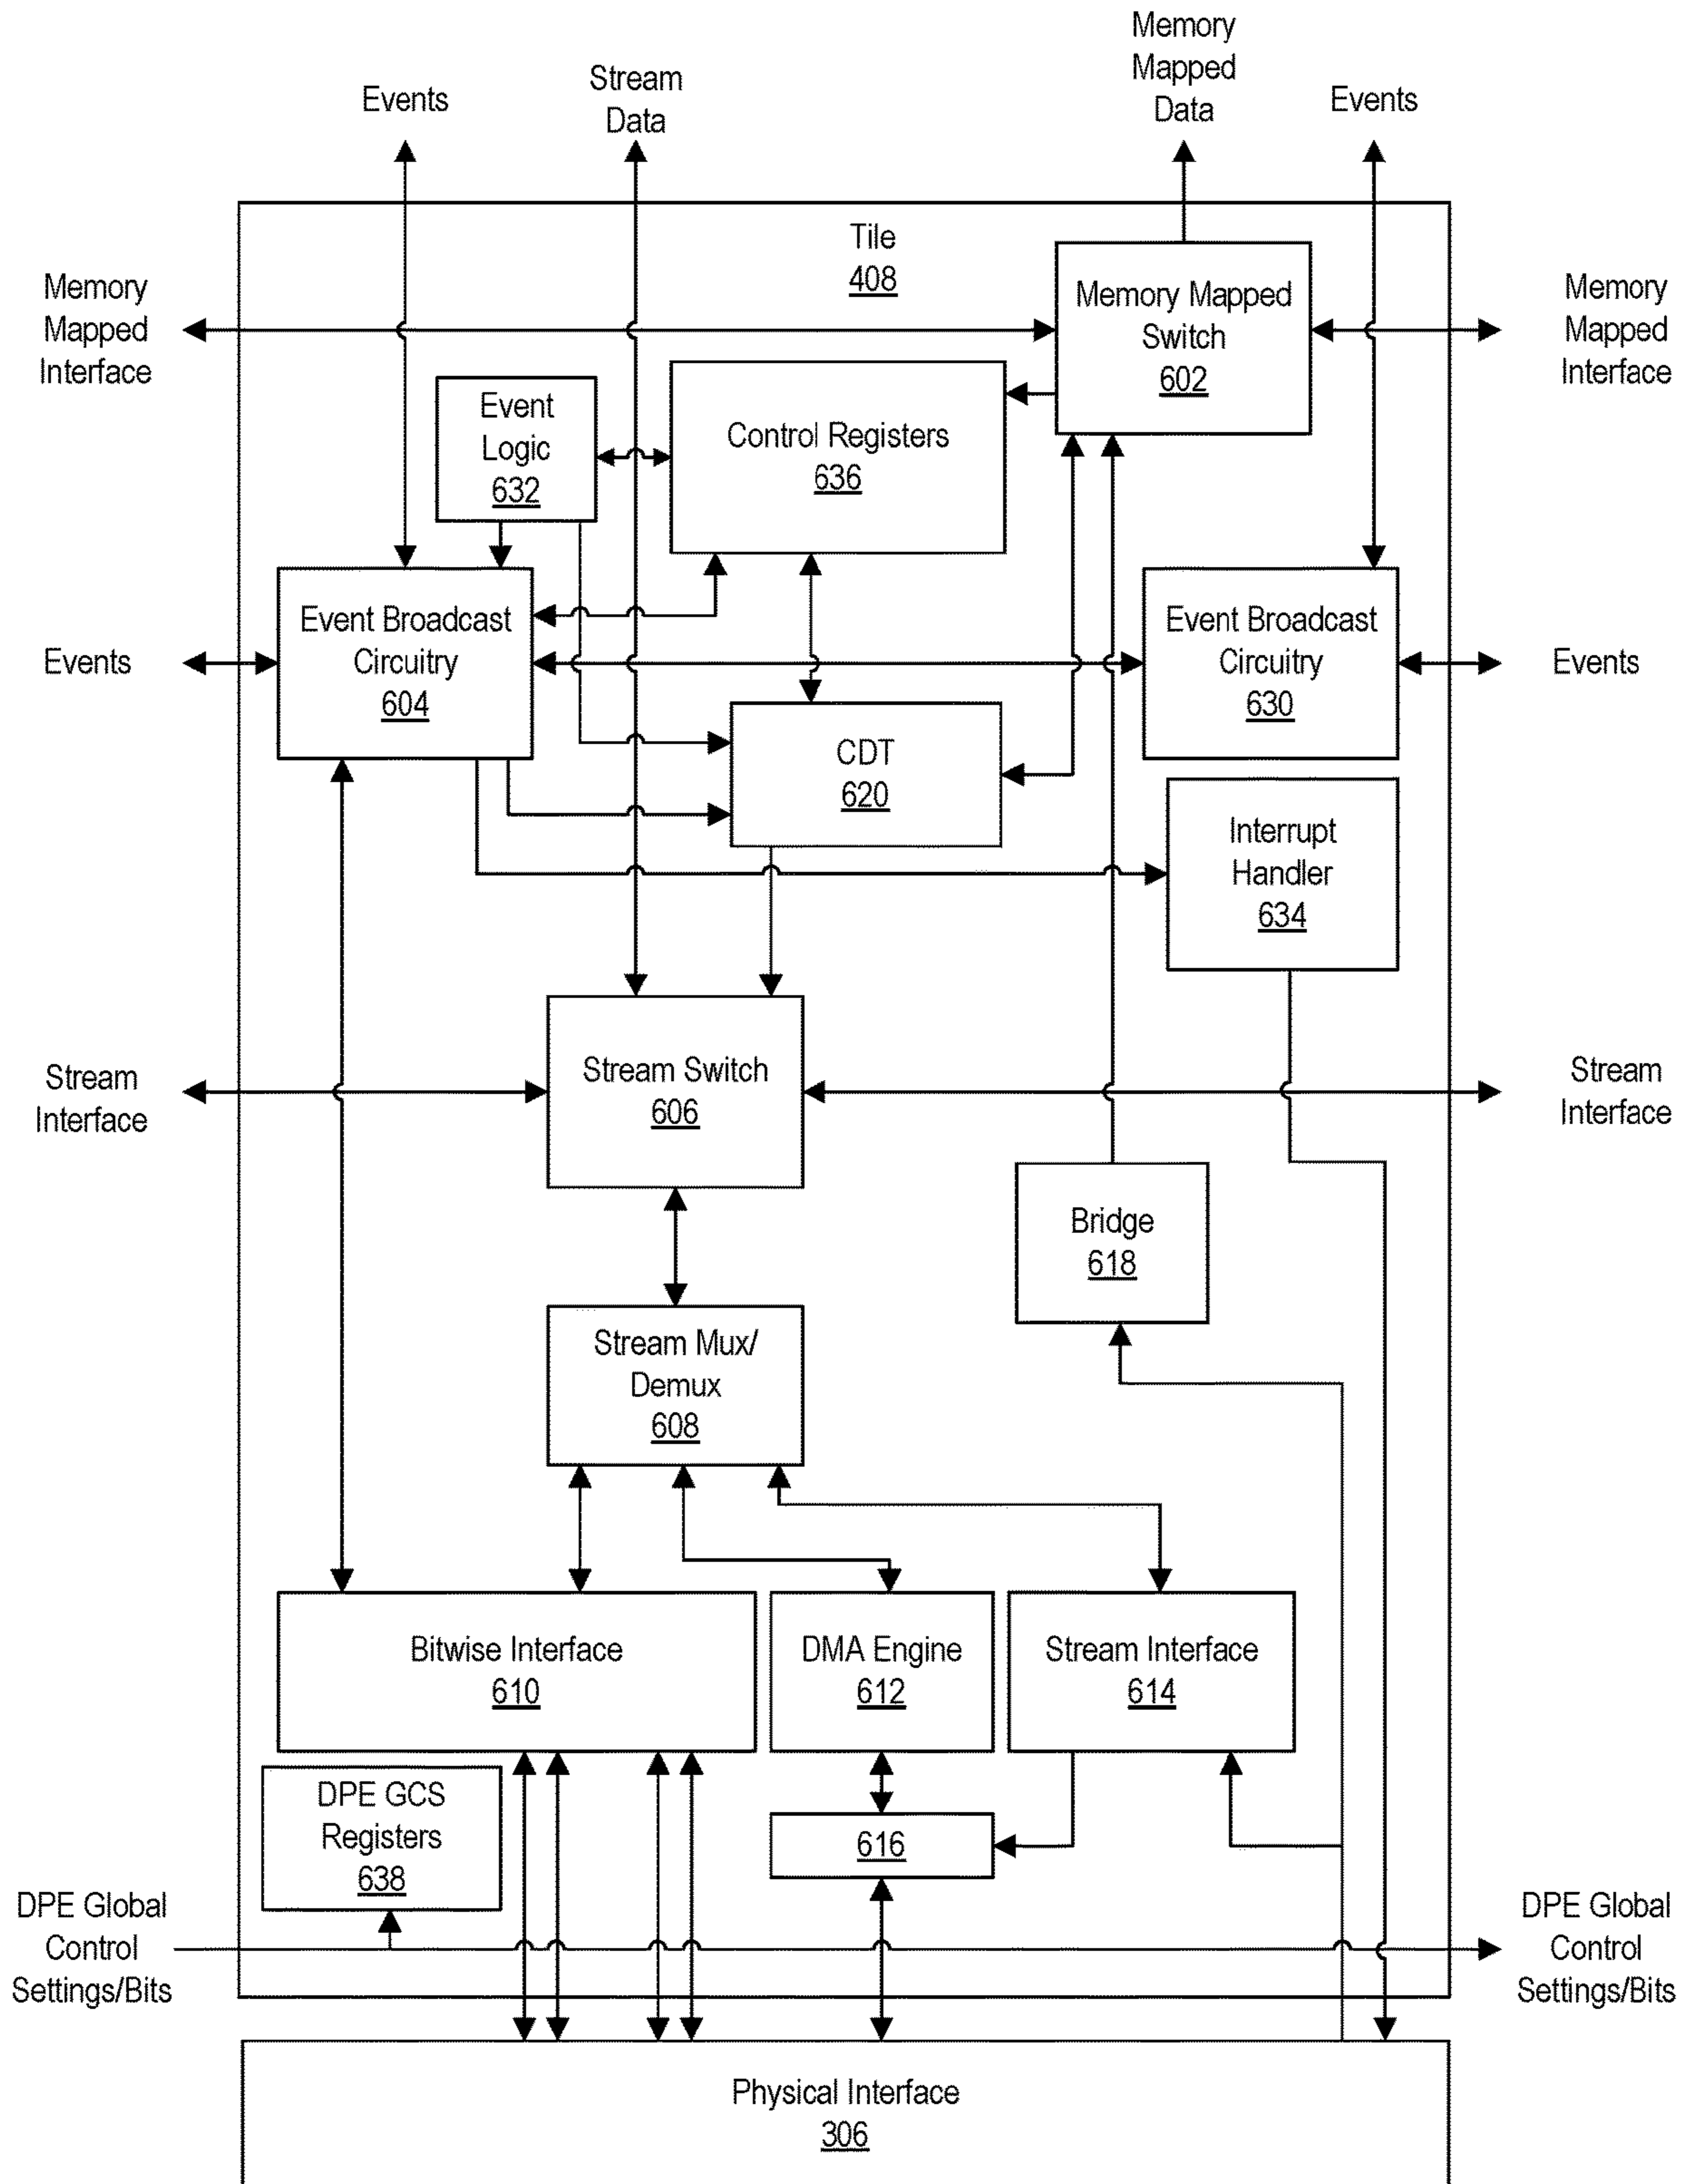 Memory
Mapped
Data
Stream
Data
Events
Events
Tile
408
Memory
Mapped
Interface
Memory Mapped
Switch
602
Memory
Mapped
Interface
Event
Logic
632
Control Registers
636
Event Broadcast
Circuitry
604
Event Broadcast
Circuitry
630
Events
Events
CDT
620
Interrupt
Handler
634
Stream
Interface
Stream Switch
606
Stream
Interface
Bridge
618
Stream Mux/
Demux
608
Bitwise Interface
610
DMA Engine
612
Stream Interface
614
DPE GCS
Registers
638
616
DPE Global
Control
Settings/Bits
DPE Global
Control
Settings/Bits
Physical Interface
306